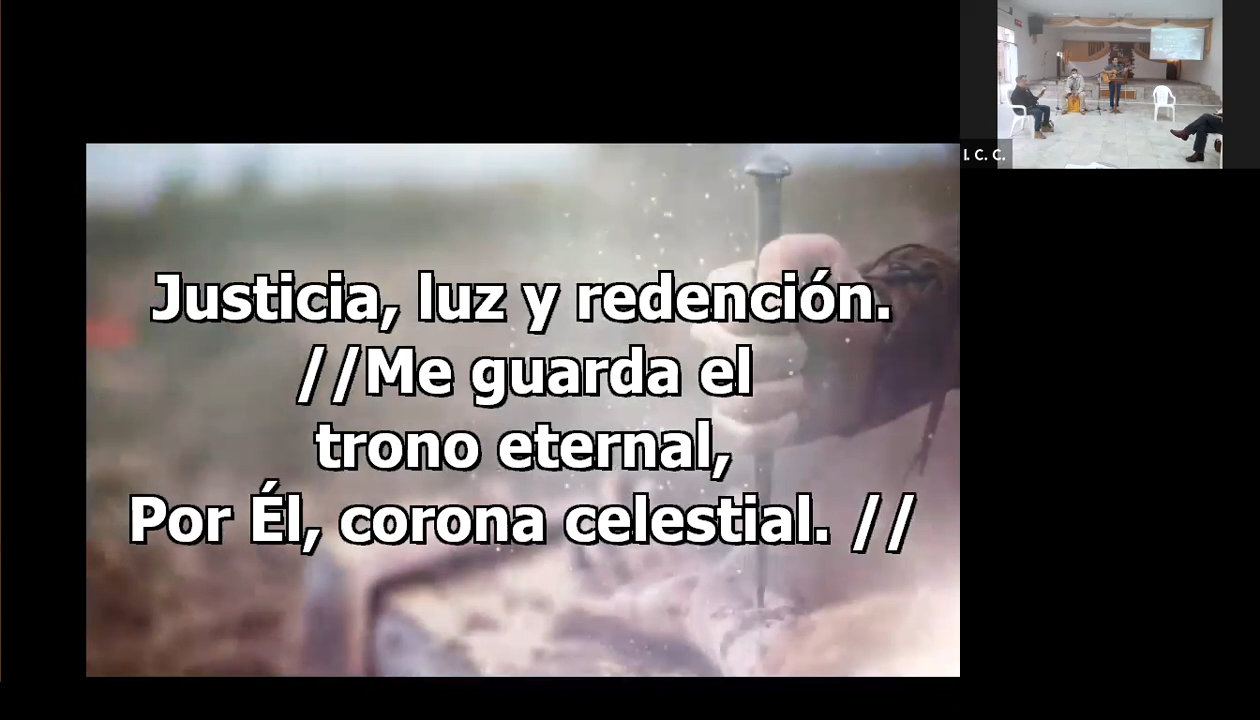 Justicia, luz y redención.
//Me guarda el
trono eternal,
Por Él, corona celestial. //
I. C. C.